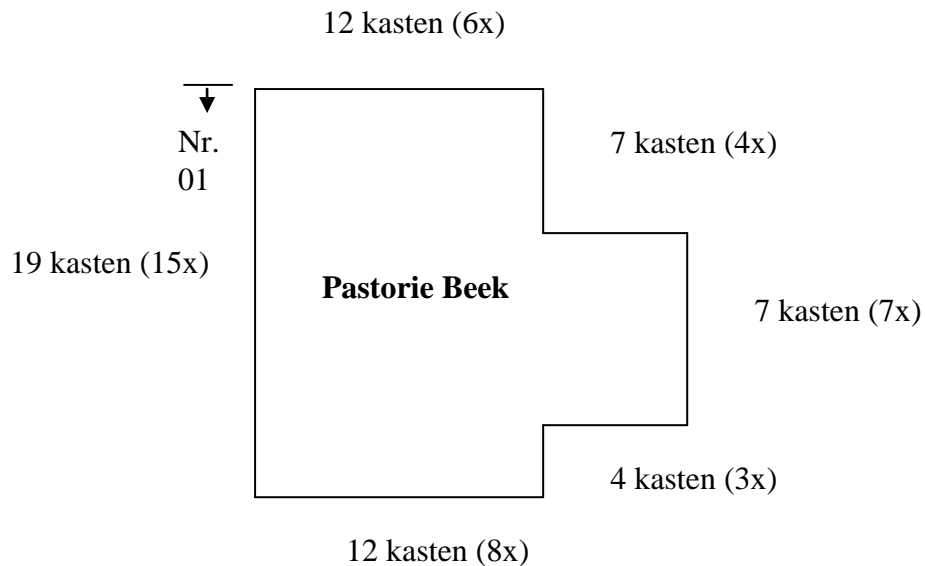 12 kasten (6x)
Nr.
01
7 kasten (4x)
19 kasten (15x)
Pastorie Beek
7 kasten (7x)
4 kasten (3x)
12 kasten (8x)